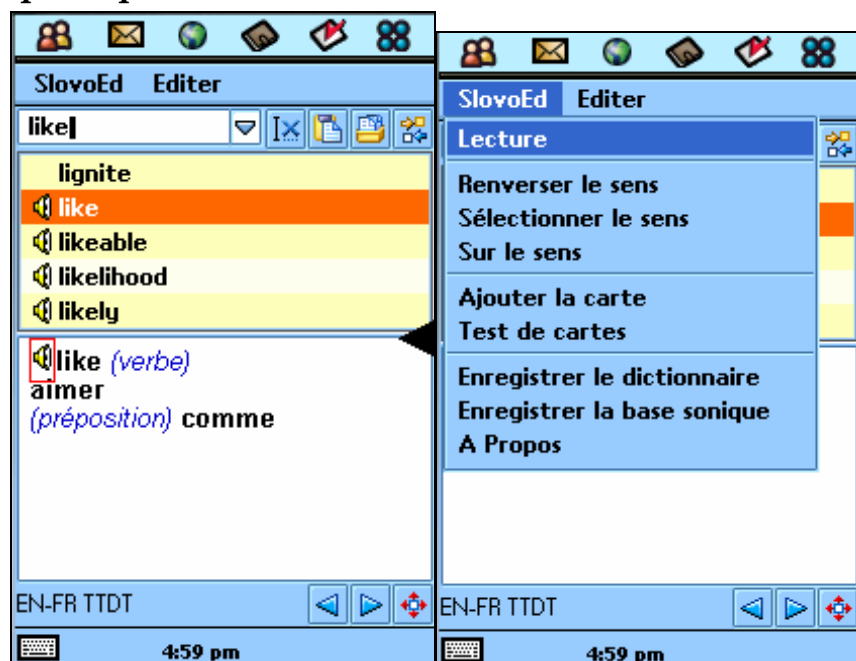 SlovoEd Editer
like
lignite
like
likeable
likelihood
likely
like (verbe)
aimer
(préposition) comme
EN-FR TTDT
4:59 pm
SlovoEd Editer
Lecture
Renverser le sens
Sélectionner le sens
Sur le sens
Ajouter la carte
Test de cartes
Enregistrer le dictionnaire
Enregistrer la base sonique
A Propos
EN-FR TTDT
4:59 pm